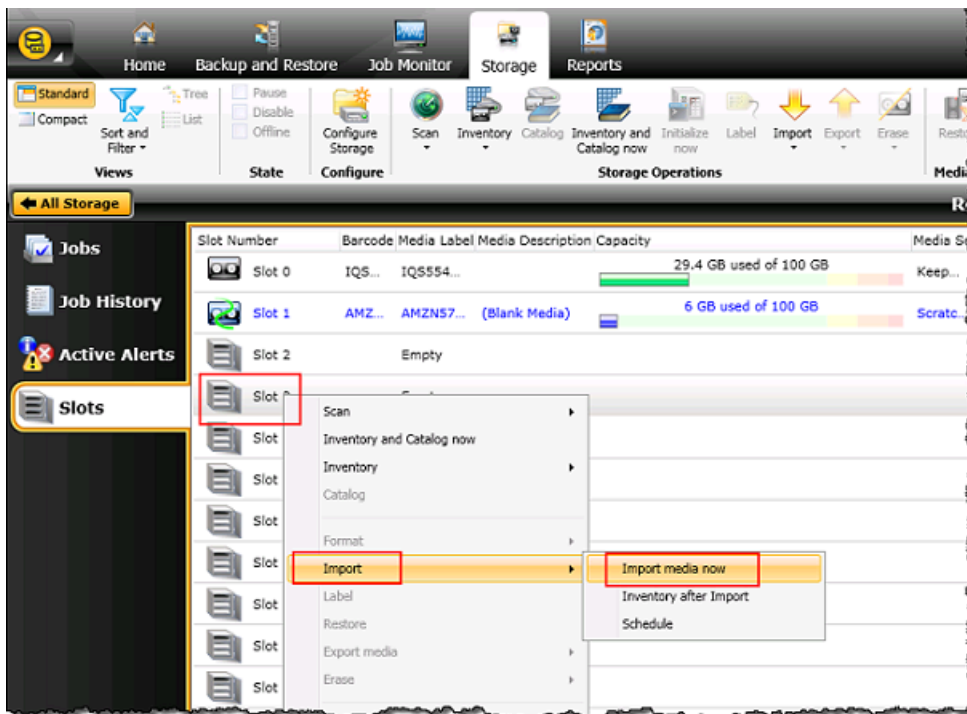 Home Backup and Restore Job Monitor Storage Reports
Standard
Compact
Sort and Filter
Tree
List
Views
Pause
Disable
Offline
State
Configure Storage
Configure
Scan
Inventory
Catalog
Inventory and Catalog now
Initialize now
Label
Import
Export
Erase
Storage Operations
All Storage
Jobs
Job History
Active Alerts
Slots
Slot Number Barcode Media Label Media Description Capacity
Slot 0 IQS... IQS554... 29.4 GB used of 100 GB Keep...
Slot 1 AMZ... AMZN57... (Blank Media) 6 GB used of 100 GB Scratc...
Slot 2 Empty
Slot
Slot
Slot
Slot
Slot
Slot
Slot
Slot
Scan
Inventory and Catalog now
Inventory
Catalog
Format
Import
Label
Restore
Export media
Erase
Import media now
Inventory after Import
Schedule